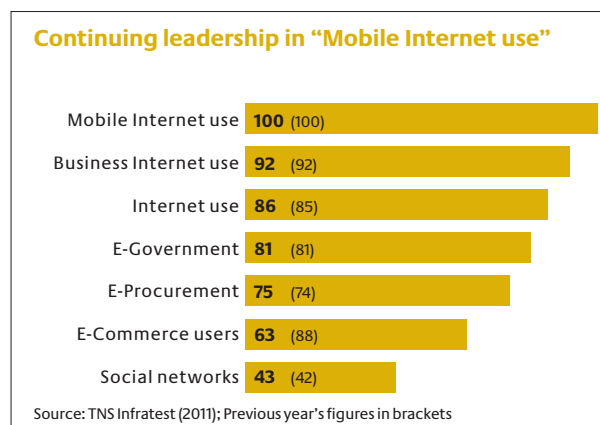 Continuing leadership in “Mobile Internet use”
Mobile Internet use 100 (100)
Business Internet use 92 (92)
Internet use 86 (85)
E-Government 81 (81)
E-Procurement 75 (74)
E-Commerce users 63 (88)
Social networks 43 (42)
Source: TNS Infratest (2011); Previous year’s figures in brackets